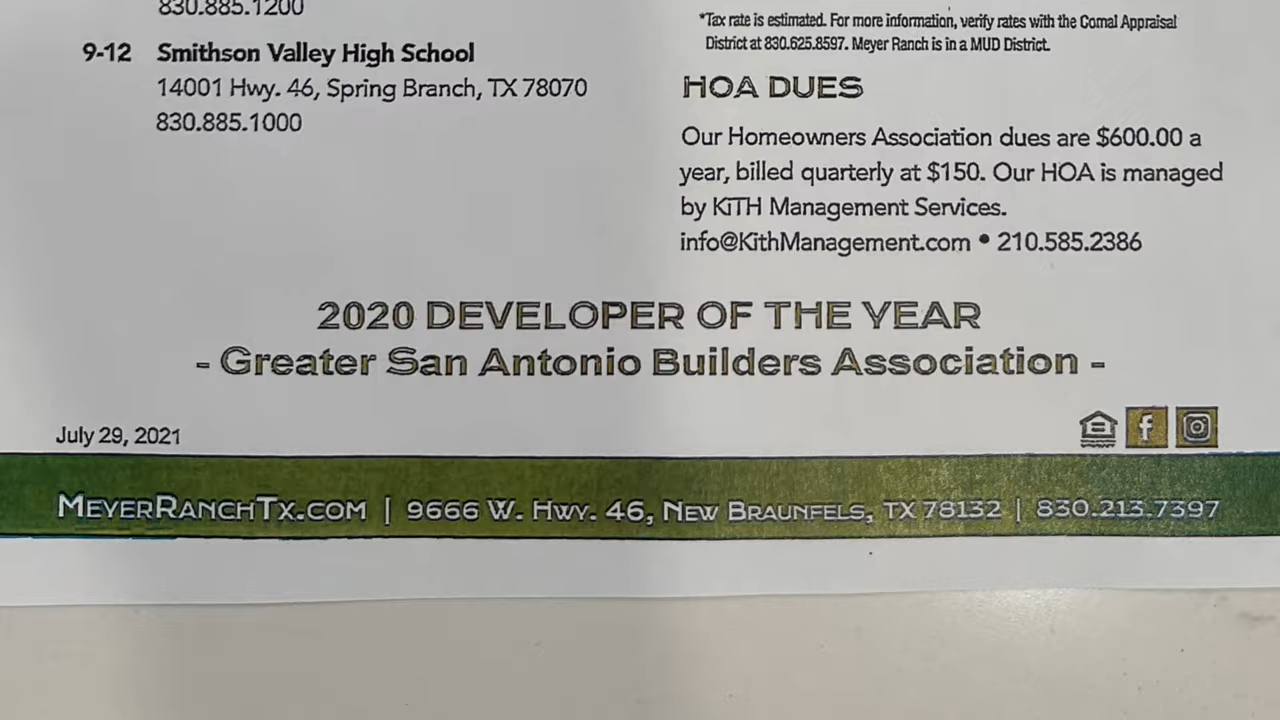 830.885.1200
9-12 Smithson Valley High School
14001 Hwy. 46, Spring Branch, TX 78070
830.885.1000
*Tax rate is estimated. For more information, verify rates with the Comal Appraisal
District at 830.625.8597. Meyer Ranch is in a MUD District.
HOA DUES
Our Homeowners Association dues are $600.00 a
year, billed quarterly at $150. Our HOA is managed
by KiTH Management Services.
info@KithManagement.com • 210.585.2386
2020 DEVELOPER OF THE YEAR
- Greater San Antonio Builders Association -
July 29, 2021
MEYERRANCHTX.COM | 9666 W. HWY. 46, NEW BRAUNFELS, TX 78132 | 830.213.7397